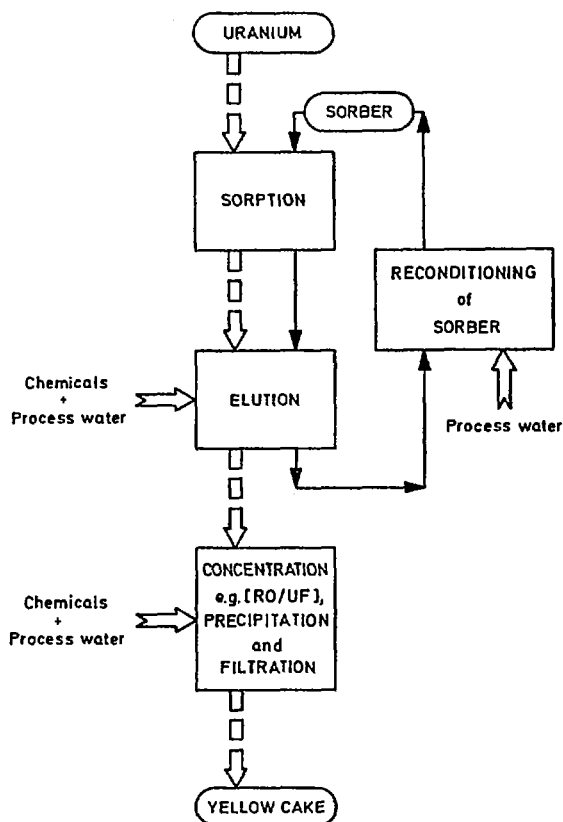 URANIUM
SORBER
SORPTION
RECONDITIONING
of
SORBER
Chemicals
+
Process water
ELUTION
Process water
CONCENTRATION
e.g. [RO/UF],
PRECIPITATION
and
FILTRATION
Chemicals
+
Process water
YELLOW CAKE